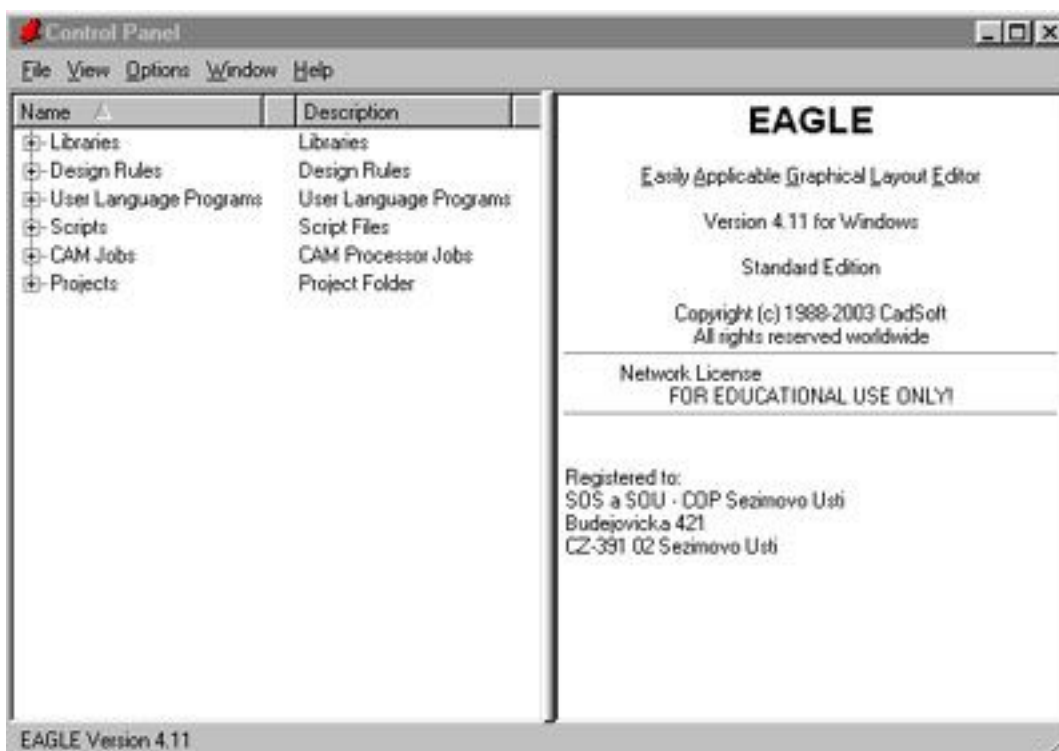 Control Panel
File View Options Window Help
Name Description
Libraries Libraries
Design Rules Design Rules
User Language Programs User Language Programs
Scripts Script Files
CAM Jobs CAM Processor Jobs
Projects Project Folder
EAGLE
Easily Applicable Graphical Layout Editor
Version 4.11 for Windows
Standard Edition
Copyright (c) 1988-2003 CadSoft
All rights reserved worldwide
Network License
FOR EDUCATIONAL USE ONLY!
Registered to:
SOS a SOU - COP Sezimovo Usti
Budejovicka 421
CZ-391 02 Sezimovo Usti
EAGLE Version 4.11